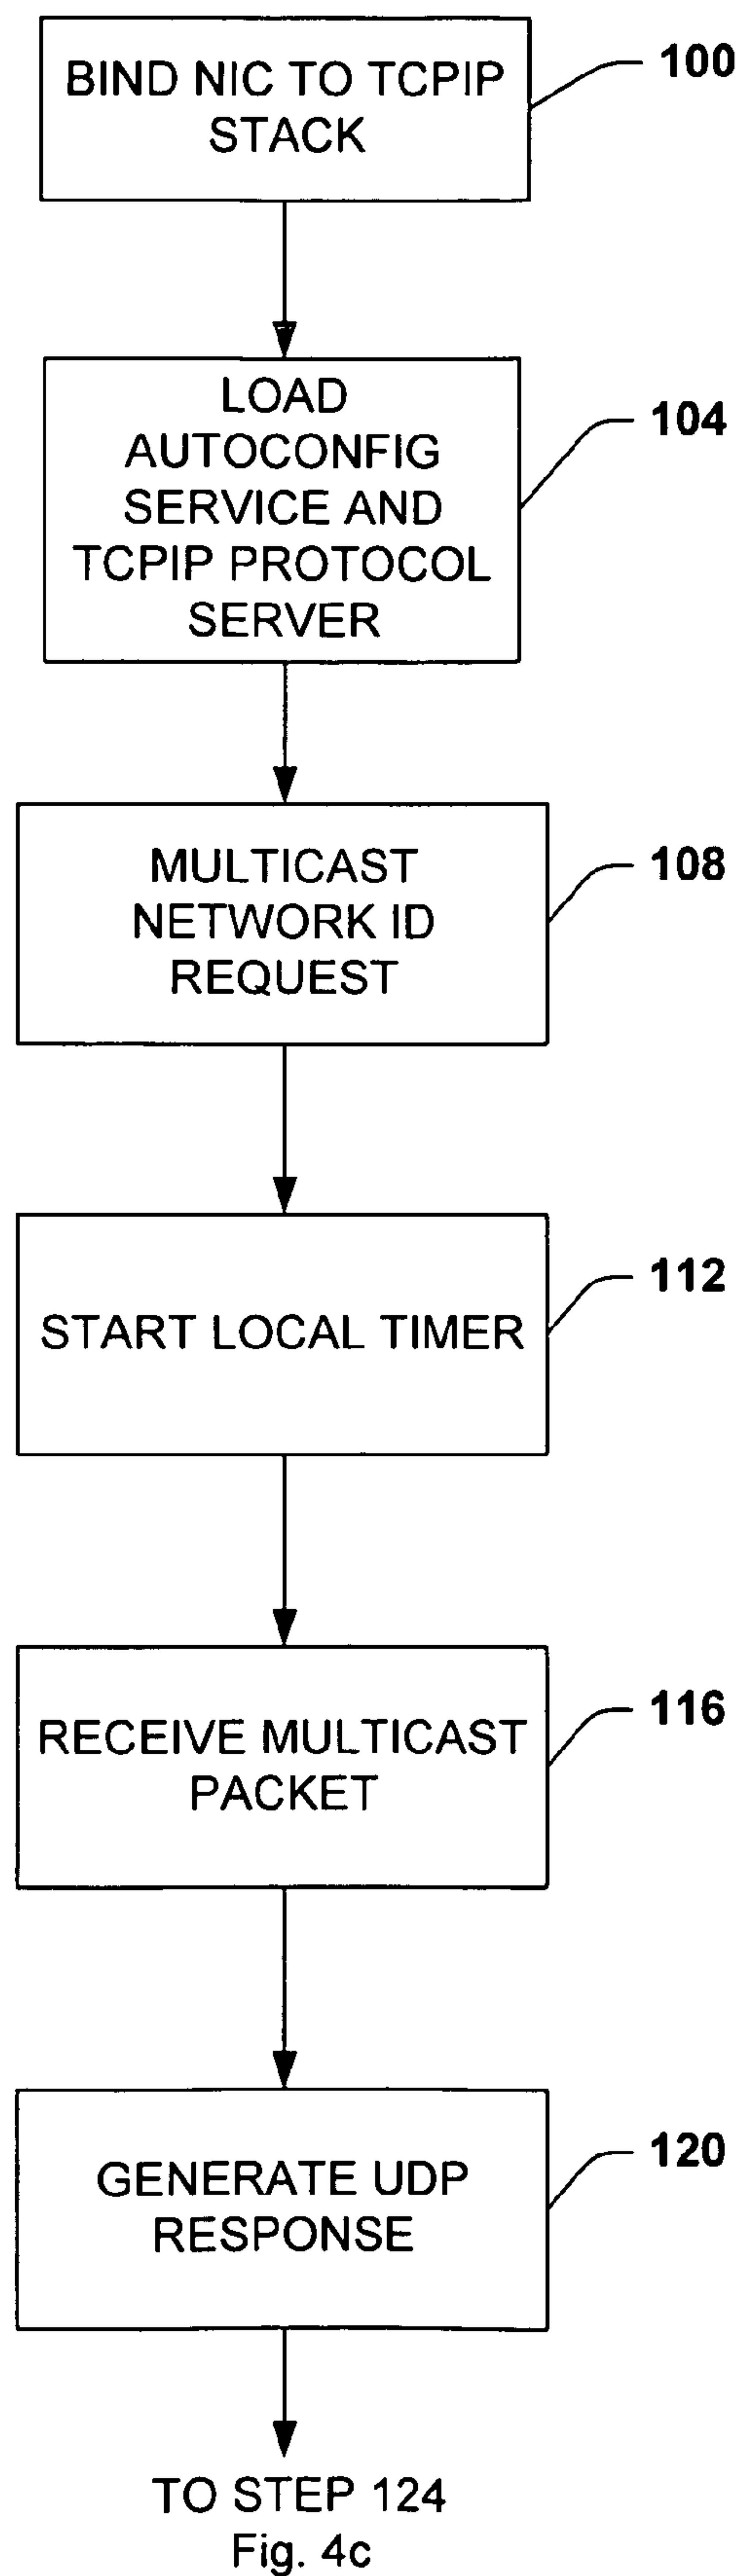 BIND NIC TO TCPIP
STACK
100
LOAD
AUTOCONFIG
SERVICE AND
TCPIP PROTOCOL
SERVER
104
MULTICAST
NETWORK ID
REQUEST
108
START LOCAL TIMER
112
RECEIVE MULTICAST
PACKET
116
GENERATE UDP
RESPONSE
120
TO STEP 124
Fig. 4c